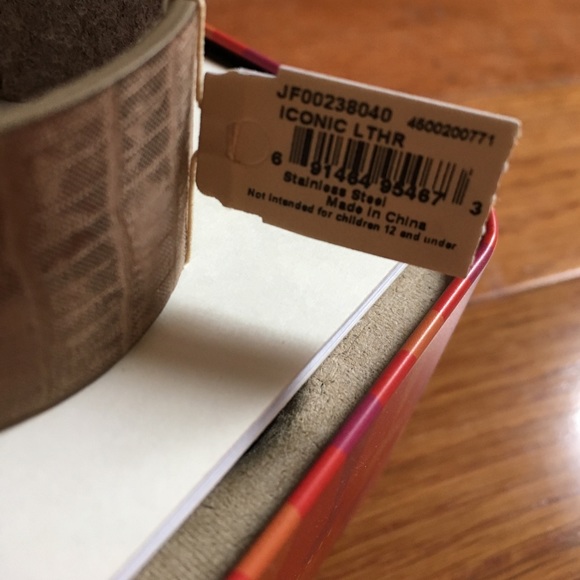 JF00238040 4500200771
ICONIC LTHR
6 91464 95467 3
Stainless Steel
Made in China
Not intended for children 12 and under